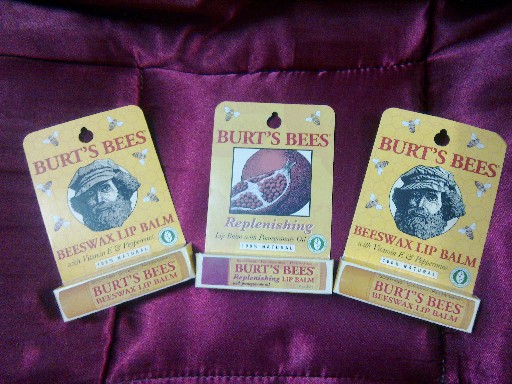 BURT'S BEES
BEESWAX LIP BALM
with Vitamin E & Peppermint
100% NATURAL
BURT'S BEES
BEESWAX LIP BALM
BURT'S BEES
Replenishing
Lip Balm with Pomegranate Oil
100% NATURAL
BURT'S BEES
Replenishing LIP BALM
BURT'S BEES
BEESWAX LIP BALM
with Vitamin E & Peppermint
100% NATURAL
BURT'S BEES
BEESWAX LIP BALM